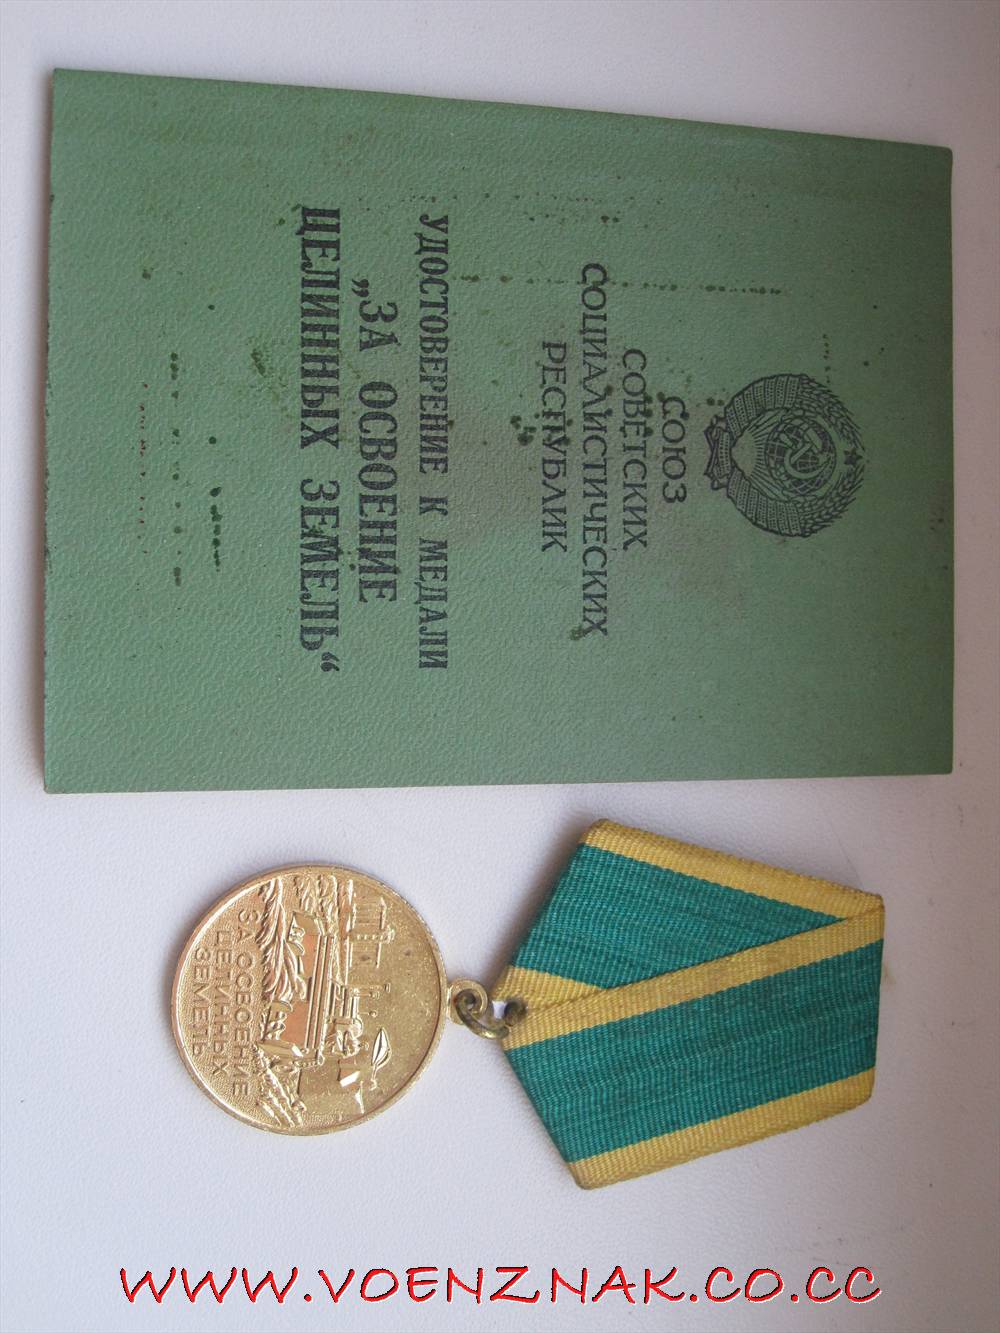 СОЮЗ
СОВЕТСКИХ
СОЦИАЛИСТИЧЕСКИХ
РЕСПУБЛИК
УДОСТОВЕРЕНИЕ К МЕДАЛИ
„ЗА ОСВОЕНИЕ
ЦЕЛИННЫХ ЗЕМЕЛЬ“
ЗА ОСВОЕНИЕ
ЦЕЛИННЫХ
ЗЕМЕЛЬ
WWW.VOENZNAK.CO.CC